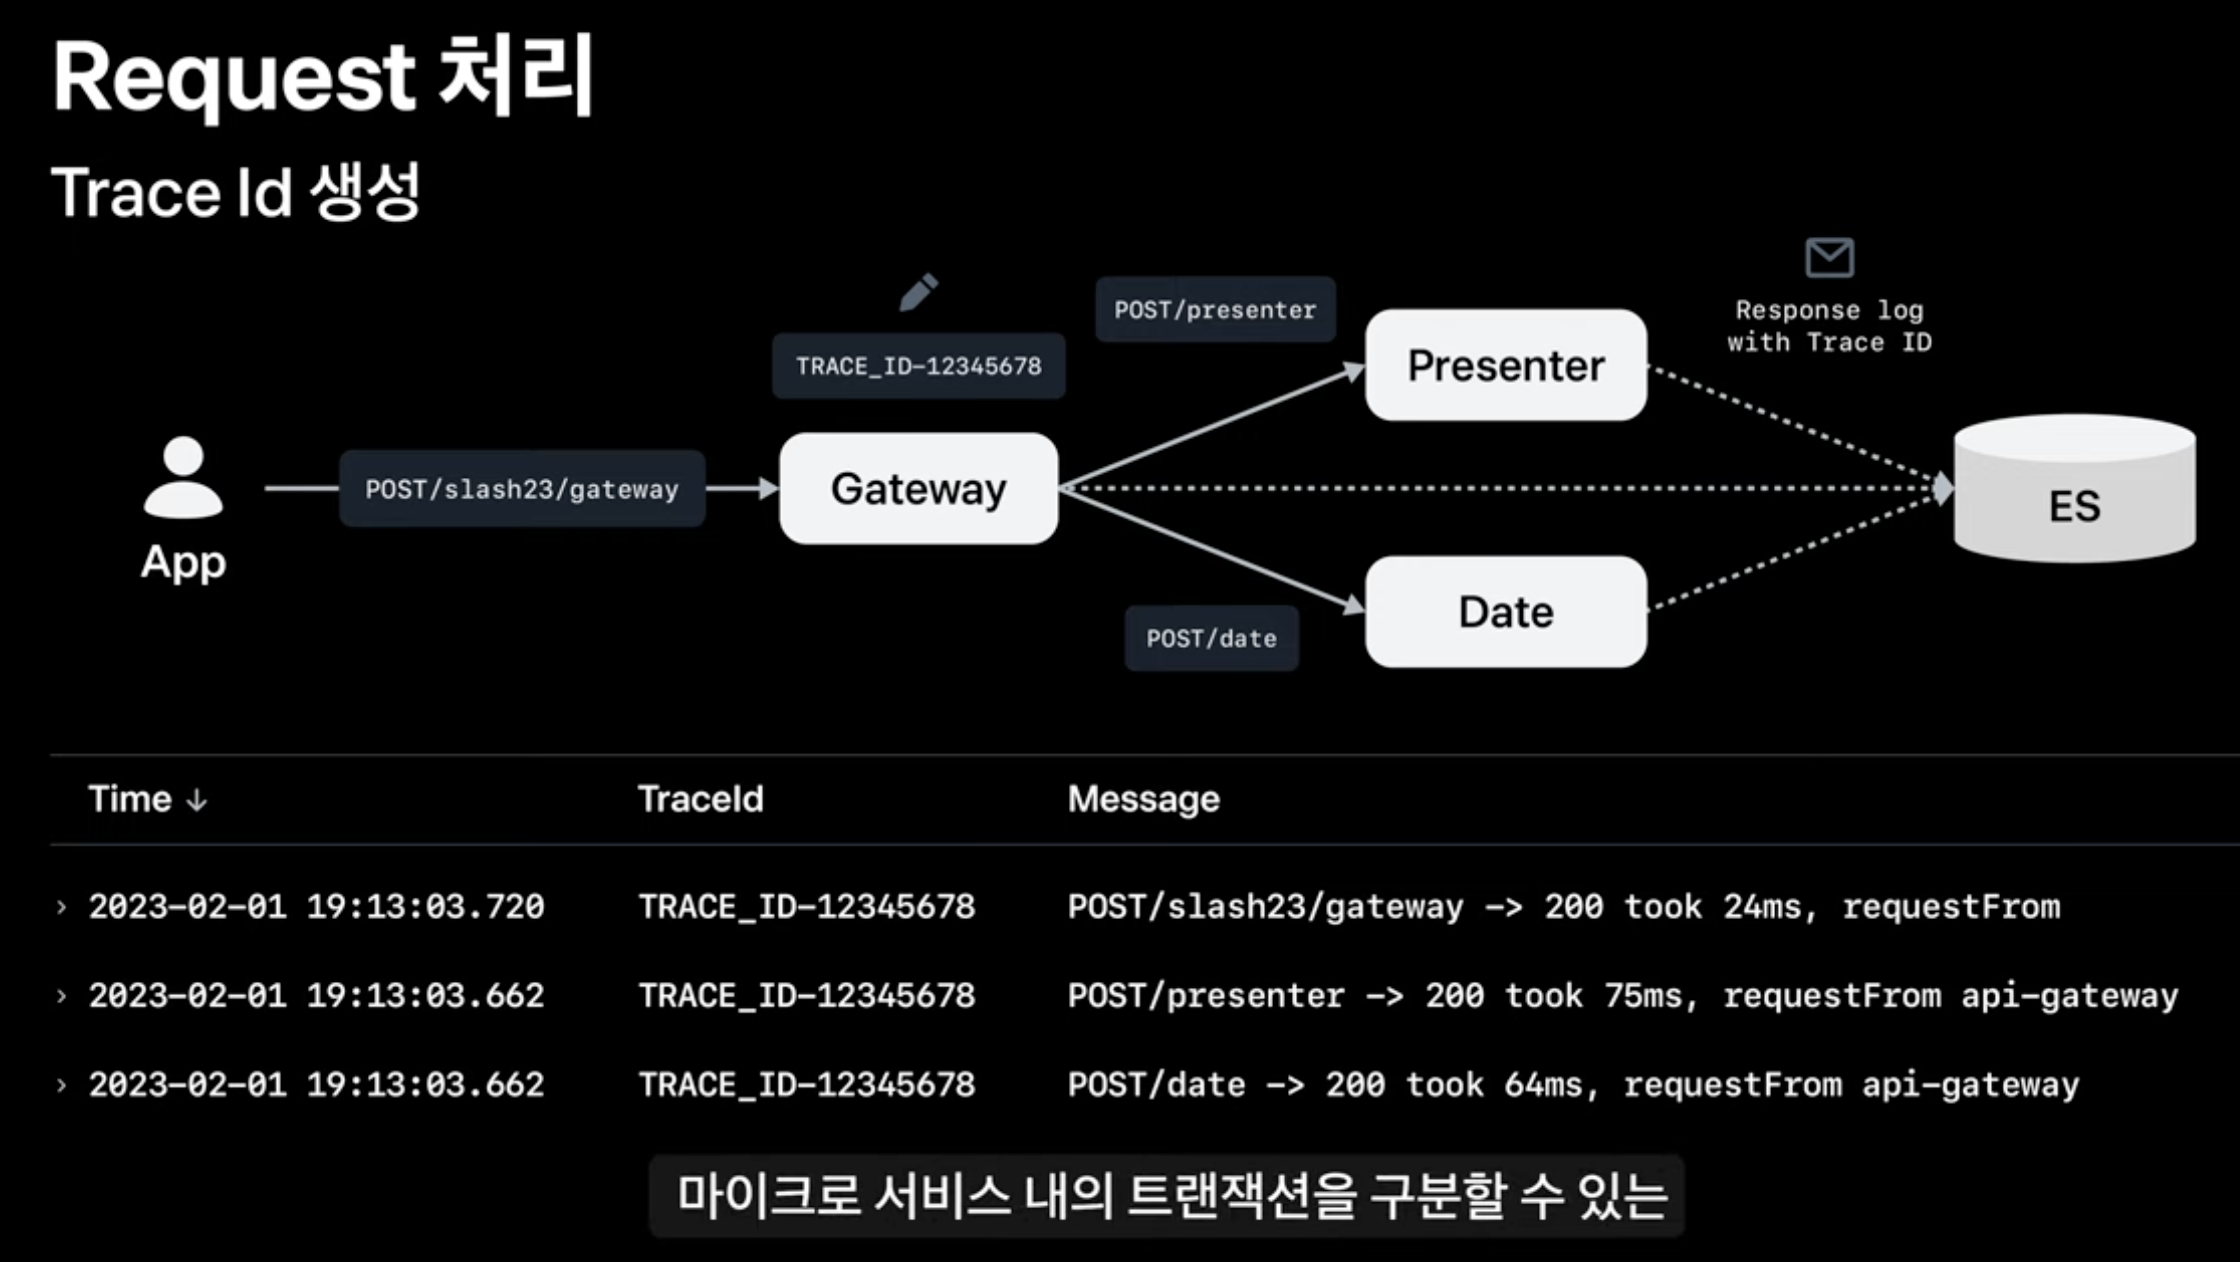 Request 처리
Trace Id 생성
TRACE_ID-12345678
POST/presenter
Response log
with Trace ID
Presenter
App
POST/slash23/gateway
Gateway
ES
Date
POST/date
Time ↓ TraceId Message
› 2023-02-01 19:13:03.720 TRACE_ID-12345678 POST/slash23/gateway -> 200 took 24ms, requestFrom
› 2023-02-01 19:13:03.662 TRACE_ID-12345678 POST/presenter -> 200 took 75ms, requestFrom api-gateway
› 2023-02-01 19:13:03.662 TRACE_ID-12345678 POST/date -> 200 took 64ms, requestFrom api-gateway
마이크로 서비스 내의 트랜잭션을 구분할 수 있는